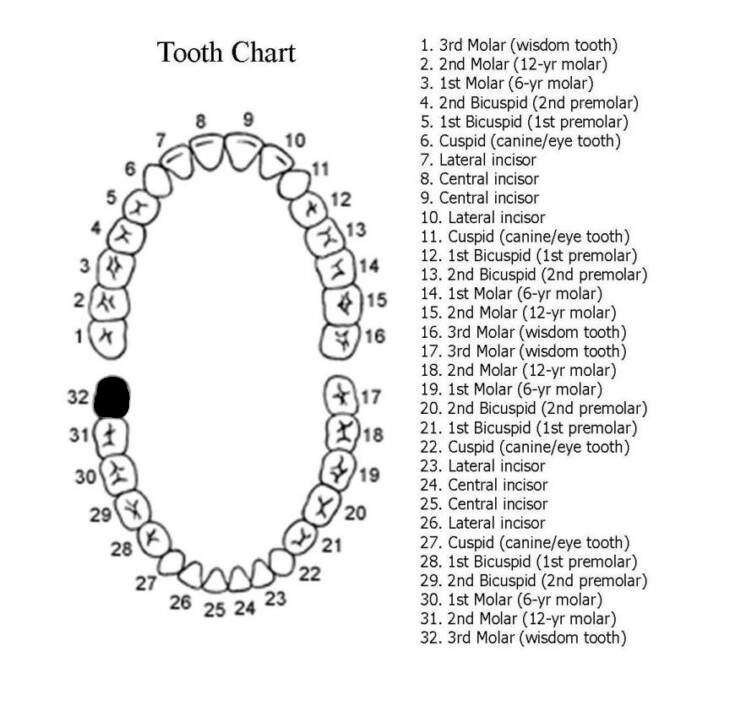 Tooth Chart
1. 3rd Molar (wisdom tooth)
2. 2nd Molar (12-yr molar)
3. 1st Molar (6-yr molar)
4. 2nd Bicuspid (2nd premolar)
5. 1st Bicuspid (1st premolar)
6. Cuspid (canine/eye tooth)
7. Lateral incisor
8. Central incisor
9. Central incisor
10. Lateral incisor
11. Cuspid (canine/eye tooth)
12. 1st Bicuspid (1st premolar)
13. 2nd Bicuspid (2nd premolar)
14. 1st Molar (6-yr molar)
15. 2nd Molar (12-yr molar)
16. 3rd Molar (wisdom tooth)
17. 3rd Molar (wisdom tooth)
18. 2nd Molar (12-yr molar)
19. 1st Molar (6-yr molar)
20. 2nd Bicuspid (2nd premolar)
21. 1st Bicuspid (1st premolar)
22. Cuspid (canine/eye tooth)
23. Lateral incisor
24. Central incisor
25. Central incisor
26. Lateral incisor
27. Cuspid (canine/eye tooth)
28. 1st Bicuspid (1st premolar)
29. 2nd Bicuspid (2nd premolar)
30. 1st Molar (6-yr molar)
31. 2nd Molar (12-yr molar)
32. 3rd Molar (wisdom tooth)
1
2
3
4
5
6
7
8
9
10
11
12
13
14
15
16
17
18
19
20
21
22
23
24
25
26
27
28
29
30
31
32